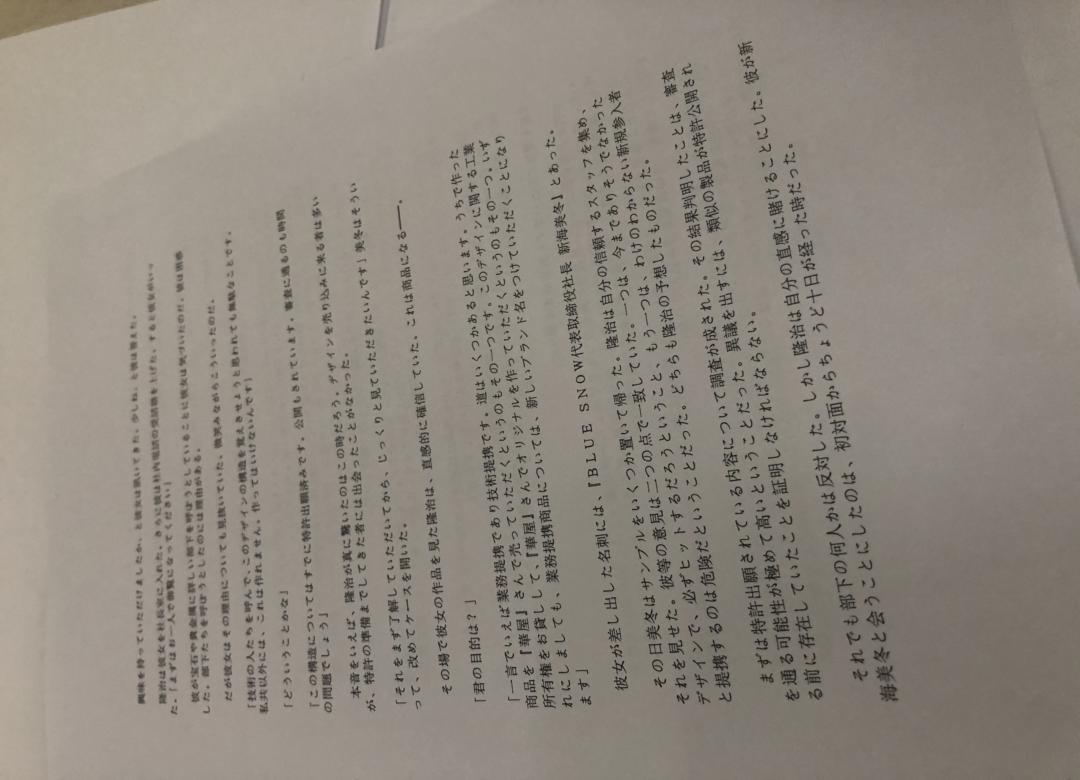 興味を持っていただけましたか、と彼女は訊いてきた。少しね、と彼は答えた。
隆治は彼女を社長室に入れた。さらに彼は社内電話の受話器を上げた。すると彼女がいっ
た。「まずはお一人で御覧になってください」
彼が宝石や貴金属に詳しい部下を呼ぼうとしていることに彼女は気づいたのだ。彼は困惑
した。部下たちを呼ぼうとしたのには理由がある。
だが彼女はその理由についても見抜いていた。微笑みながらこういったのだ。
「技術の人たちを呼んで、このデザインの構造を覚えさせようと思われても無駄なことです。
私共以外には、これは作れません。作ってはいけないんです」
「どういうことかな」
「この構造についてはすでに特許出願済みです。公開もされています。審査に通るのも時間
の問題でしょう」
本音をいえば、隆治が真に驚いたのはこの時だろう。デザインを売り込みに来る者は多い
が、特許の準備までしてきた者には出会ったことがなかった。
「それをまず了解していただいてから、じっくりと見ていただきたいんです」美冬はそうい
って、改めてケースを開いた。
その場で彼女の作品を見た隆治は、直感的に確信していた。これは商品になる――。
「君の目的は？」
「一言でいえば業務提携であり技術提携です。道はいくつかあると思います。うちで作った
商品を『華屋』さんで売っていただくというのもその一つです。このデザインに関する工業
所有権をお貸しして、『華屋』さんでオリジナルを作っていただくというのもその一つ。いず
れにしましても、業務提携商品については、新しいブランド名をつけていただくことになり
ます」
彼女が差し出した名刺には、『ＢＬＵＥ ＳＮＯＷ代表取締役社長 新海美冬』とあった。
その日美冬はサンプルをいくつか置いて帰った。隆治は自分の信頼するスタッフを集め、
それを見せた。彼等の意見は二つの点で一致していた。一つは、今までありそうでなかった
デザインで、必ずヒットするだろうということ、もう一つは、わけのわからない新規参入者
と提携するのは危険だということだった。どちらも隆治の予想したものだった。
まずは特許出願されている内容について調査が成された。その結果判明したことは、審査
を通る可能性が極めて高いということだった。異議を出すには、類似の製品が特許公開され
る前に存在していたことを証明しなければならない。
それでも部下の何人かは反対した。しかし隆治は自分の直感に賭けることにした。彼が新
海美冬と会うことにしたのは、初対面からちょうど十日が経った時だった。